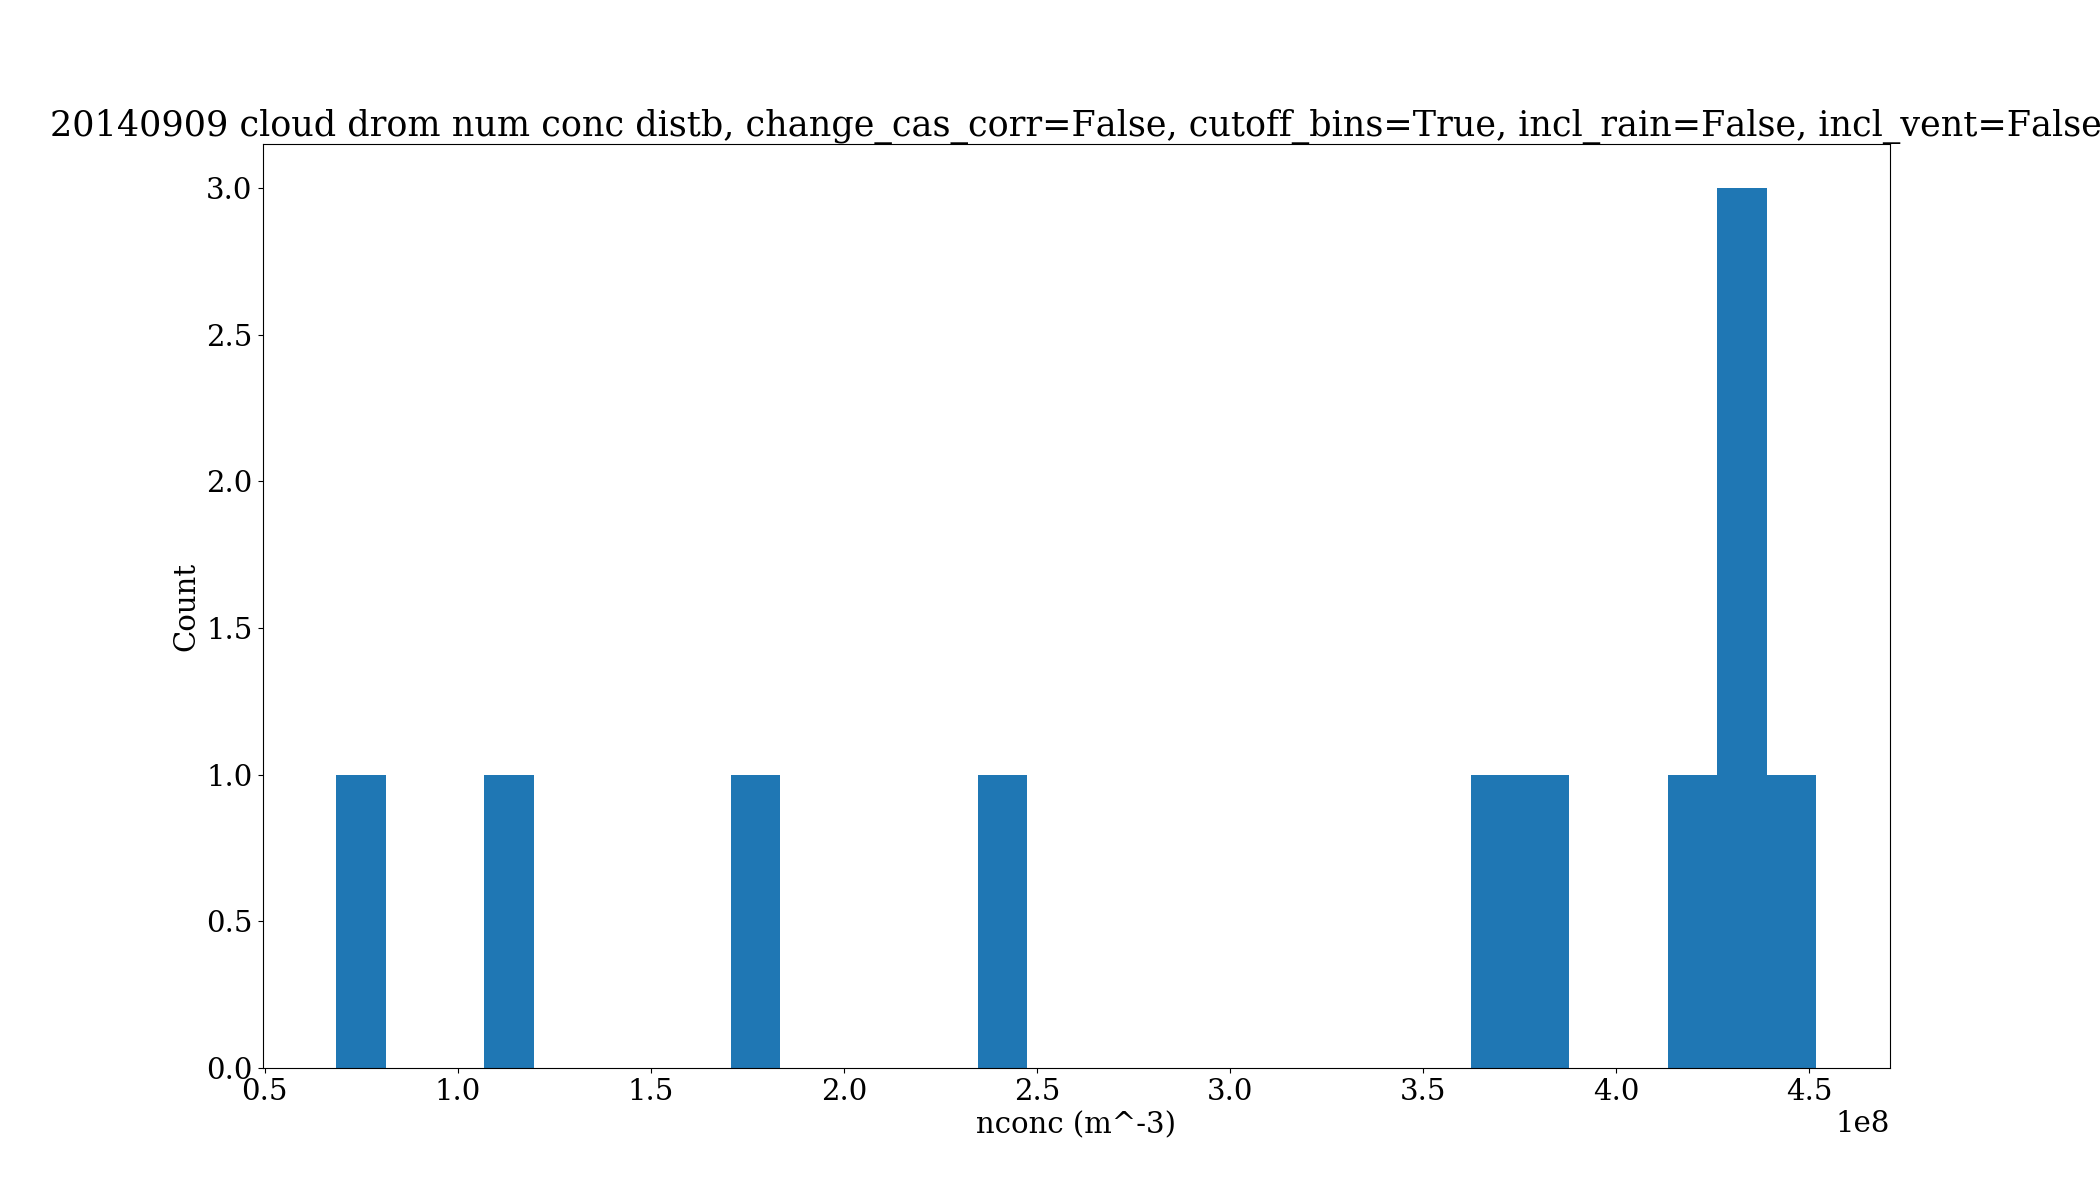 20140909 cloud drom num conc distb, change_cas_corr=False, cutoff_bins=True, incl_rain=False, incl_vent=False
3.0
2.5
2.0
1.5
1.0
0.5
0.0
Count
0.5 1.0 1.5 2.0 2.5 3.0 3.5 4.0 4.5
nconc (m^-3)
1e8